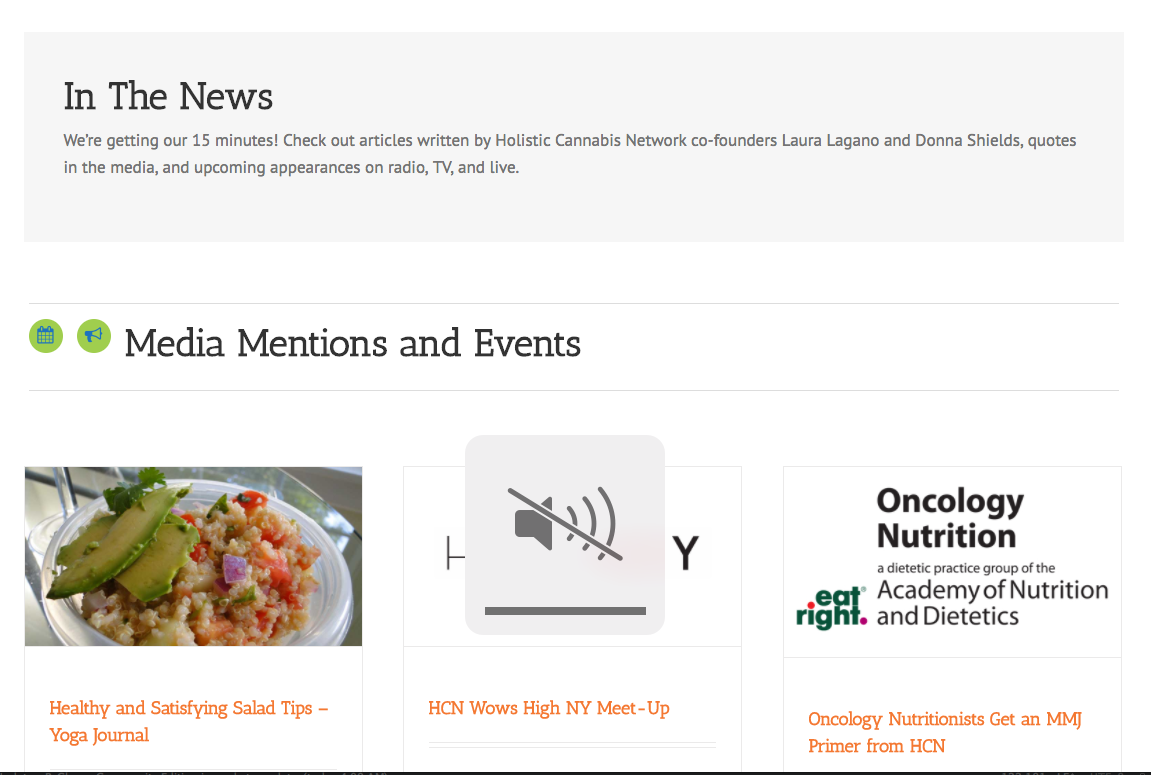 In The News
We're getting our 15 minutes! Check out articles written by Holistic Cannabis Network co-founders Laura Lagano and Donna Shields, quotes
in the media, and upcoming appearances on radio, TV, and live.
Media Mentions and Events
H
Y
Oncology
Nutrition
a dietetic practice group of the
Academy of Nutrition
and Dietetics
eat
right.
Healthy and Satisfying Salad Tips –
Yoga Journal
HCN Wows High NY Meet-Up
Oncology Nutritionists Get an MMJ
Primer from HCN